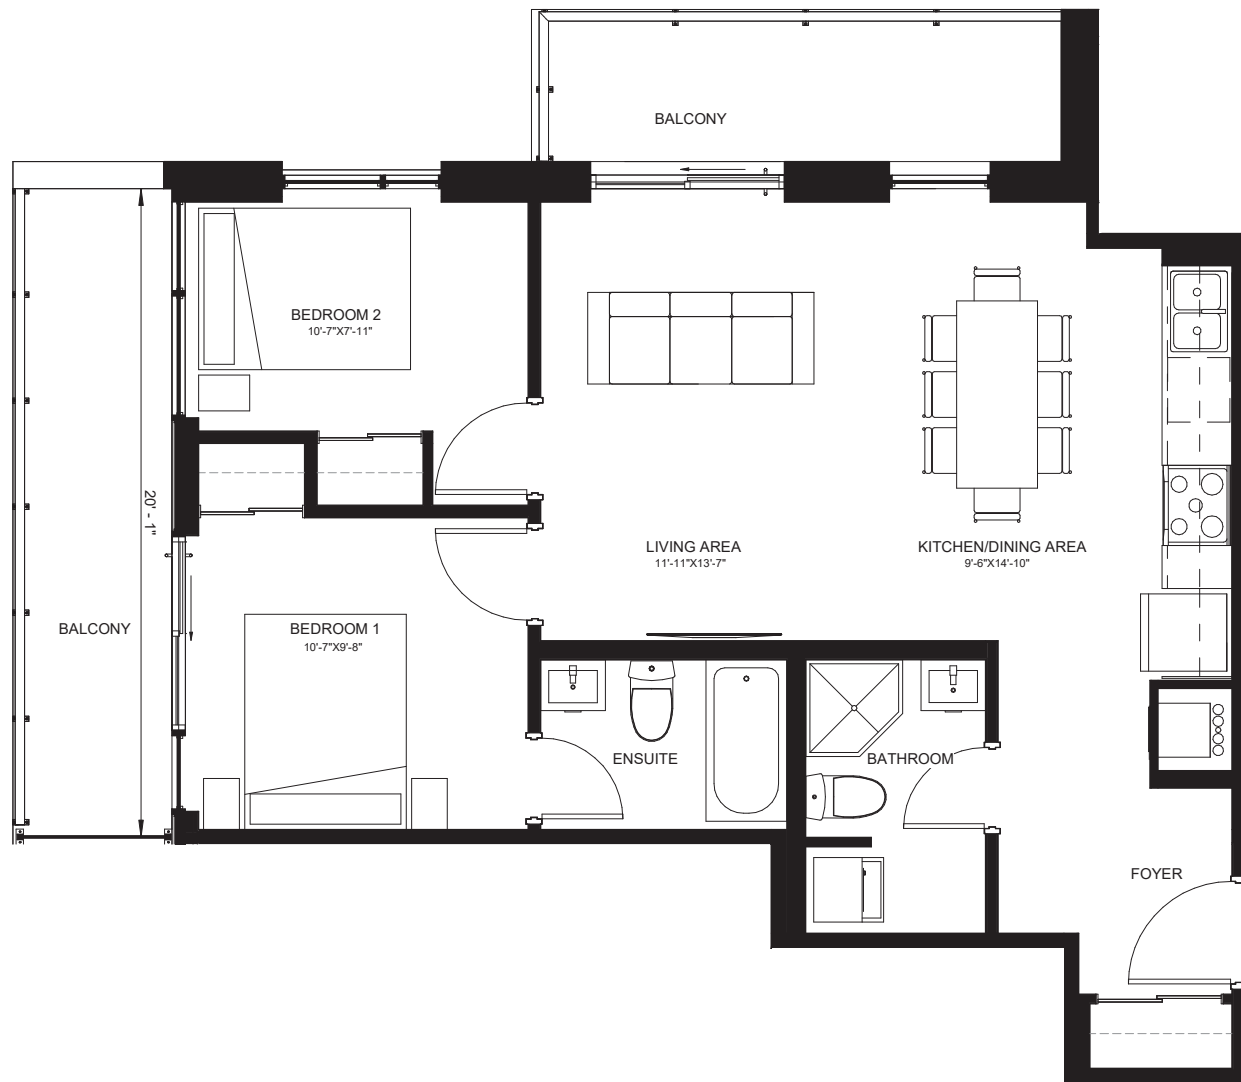 BALCONY
BEDROOM 2
10'-7"X7'-11"
20' - 1"
LIVING AREA
11'-11"X13'-7"
KITCHEN/DINING AREA
9'-6"X14'-10"
BALCONY
BEDROOM 1
10'-7"X9'-8"
ENSUITE
BATHROOM
FOYER